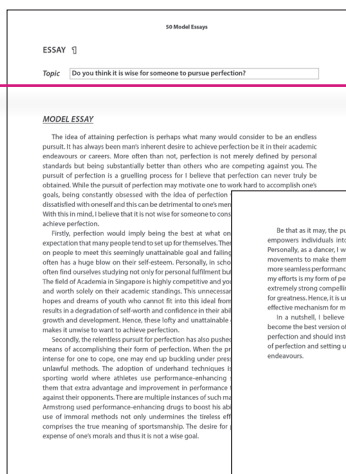 50 Model Essays
ESSAY ¶
Topic
Do you think it is wise for someone to pursue perfection?
MODEL ESSAY
The idea of attaining perfection is perhaps what many would consider to be an endless
pursuit. It has always been man's inherent desire to achieve perfection be it in their academic
endeavours or careers. More often than not, perfection is not merely defined by personal
standards but being substantially better than others who are competing against you. The
pursuit of perfection is a gruelling process for I believe that perfection can never truly be
obtained. While the pursuit of perfection may motivate one to work hard to accomplish one's
goals, being constantly obsessed with the idea of perfection
dissatisfied with oneself and this can be detrimental to one's men
With this in mind, I believe that it is not wise for someone to cons
achieve perfection.
Firstly, perfection would imply being the best at what on
expectation that many people tend to set up for themselves. Ther
on people to meet this seemingly unattainable goal and failing
often has a huge blow on their self-esteem. Personally, in scho
often find ourselves studying not only for personal fulfilment but
The field of Academia in Singapore is highly competitive and you
and worth solely on their academic standings. This unnecessar
hopes and dreams of youth who cannot fit into this ideal from
results in a degradation of self-worth and confidence in their abil
growth and development. Hence, these lofty and unattainable
makes it unwise to want to achieve perfection.
Secondly, the relentless pursuit for perfection has also pushed
means of accomplishing their form of perfection. When the pr
intense for one to cope, one may end up buckling under press
unlawful methods. The adoption of underhand techniques is
sporting world where athletes use performance-enhancing
them that extra advantage and improvement in performance
against their opponents. There are multiple instances of such ma
Armstrong used performance-enhancing drugs to boost his abi
use of immoral methods not only undermines the tireless eff
comprises the true meaning of sportsmanship. The desire for
expense of one's morals and thus it is not a wise goal.
Be that as it may, the pu
empowers individuals into
Personally, as a dancer, I w
movements to make them
more seamless performanc
my efforts is my form of per
extremely strong compellin
for greatness. Hence, it is un
effective mechanism for m
In a nutshell, I believe
become the best version of
perfection and should inste
of perfection and setting u
endeavours.